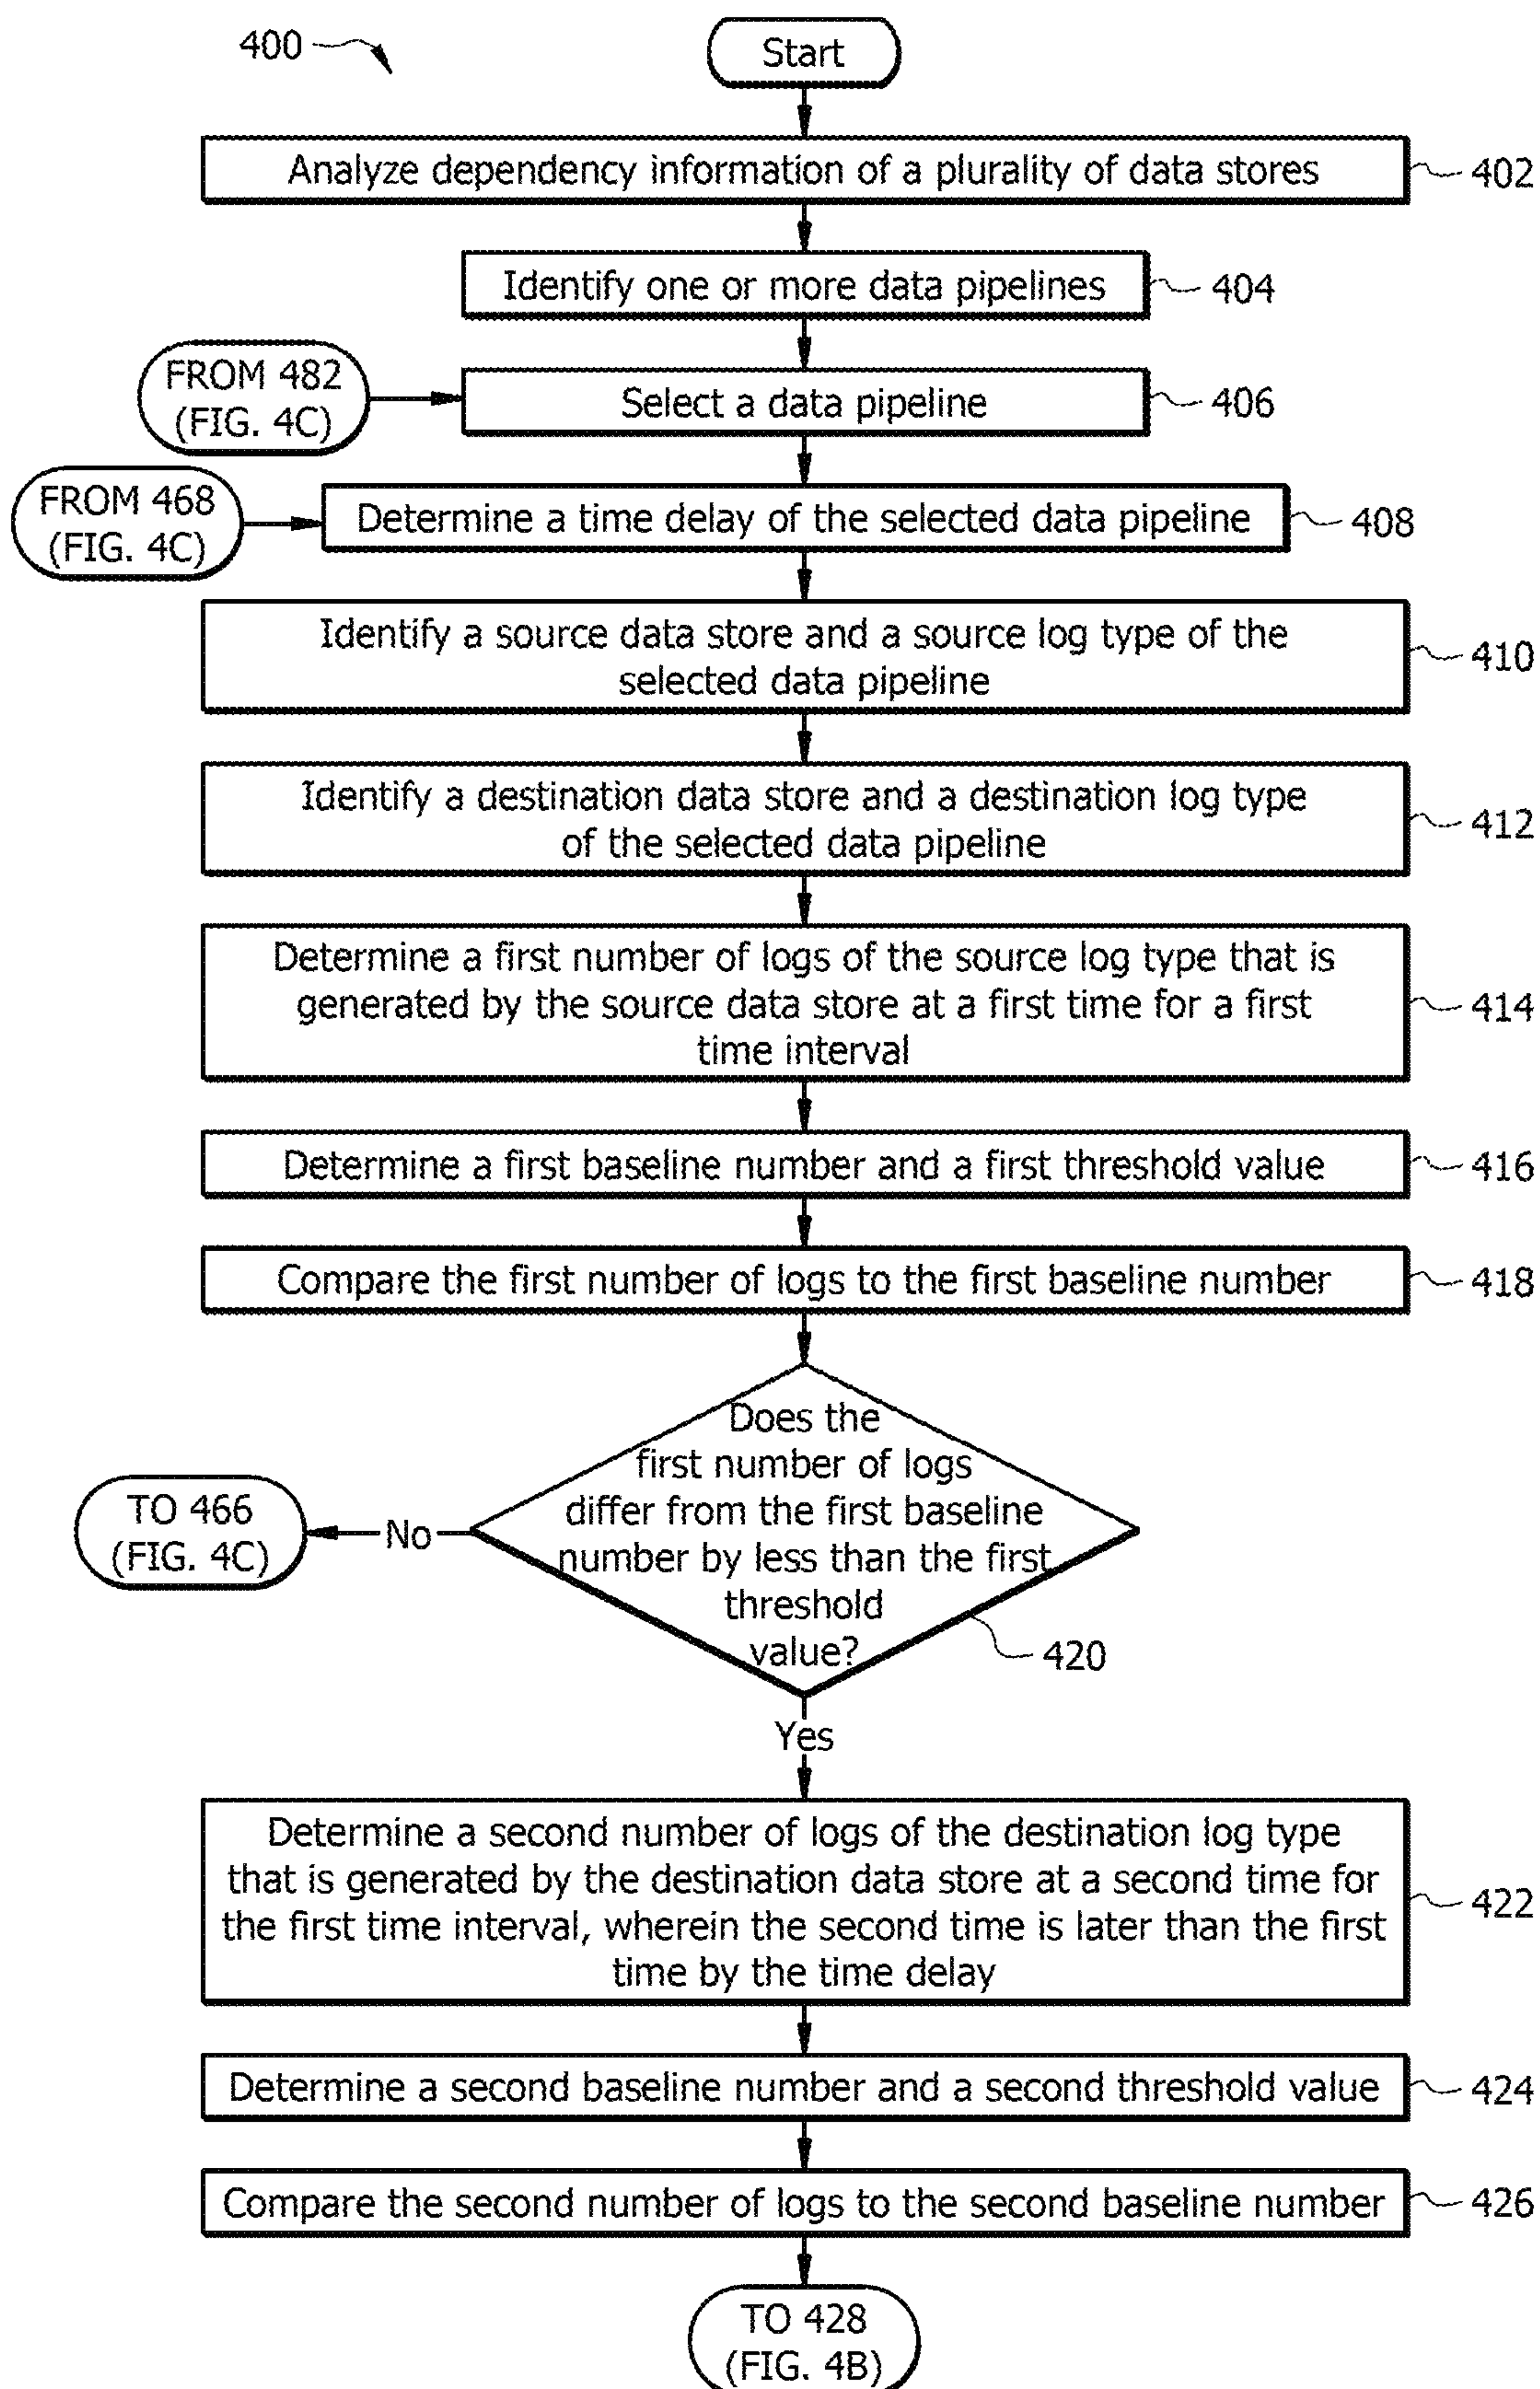 400
Start
Analyze dependency information of a plurality of data stores
402
Identify one or more data pipelines
404
FROM 482
(FIG. 4C)
Select a data pipeline
406
FROM 468
(FIG. 4C)
Determine a time delay of the selected data pipeline
408
Identify a source data store and a source log type of the
selected data pipeline
410
Identify a destination data store and a destination log type
of the selected data pipeline
412
Determine a first number of logs of the source log type that is
generated by the source data store at a first time for a first
time interval
414
Determine a first baseline number and a first threshold value
416
Compare the first number of logs to the first baseline number
418
Does the
first number of logs
differ from the first baseline
number by less than the first
threshold
value?
420
No
TO 466
(FIG. 4C)
Yes
Determine a second number of logs of the destination log type
that is generated by the destination data store at a second time for
the first time interval, wherein the second time is later than the first
time by the time delay
422
Determine a second baseline number and a second threshold value
424
Compare the second number of logs to the second baseline number
426
TO 428
(FIG. 4B)